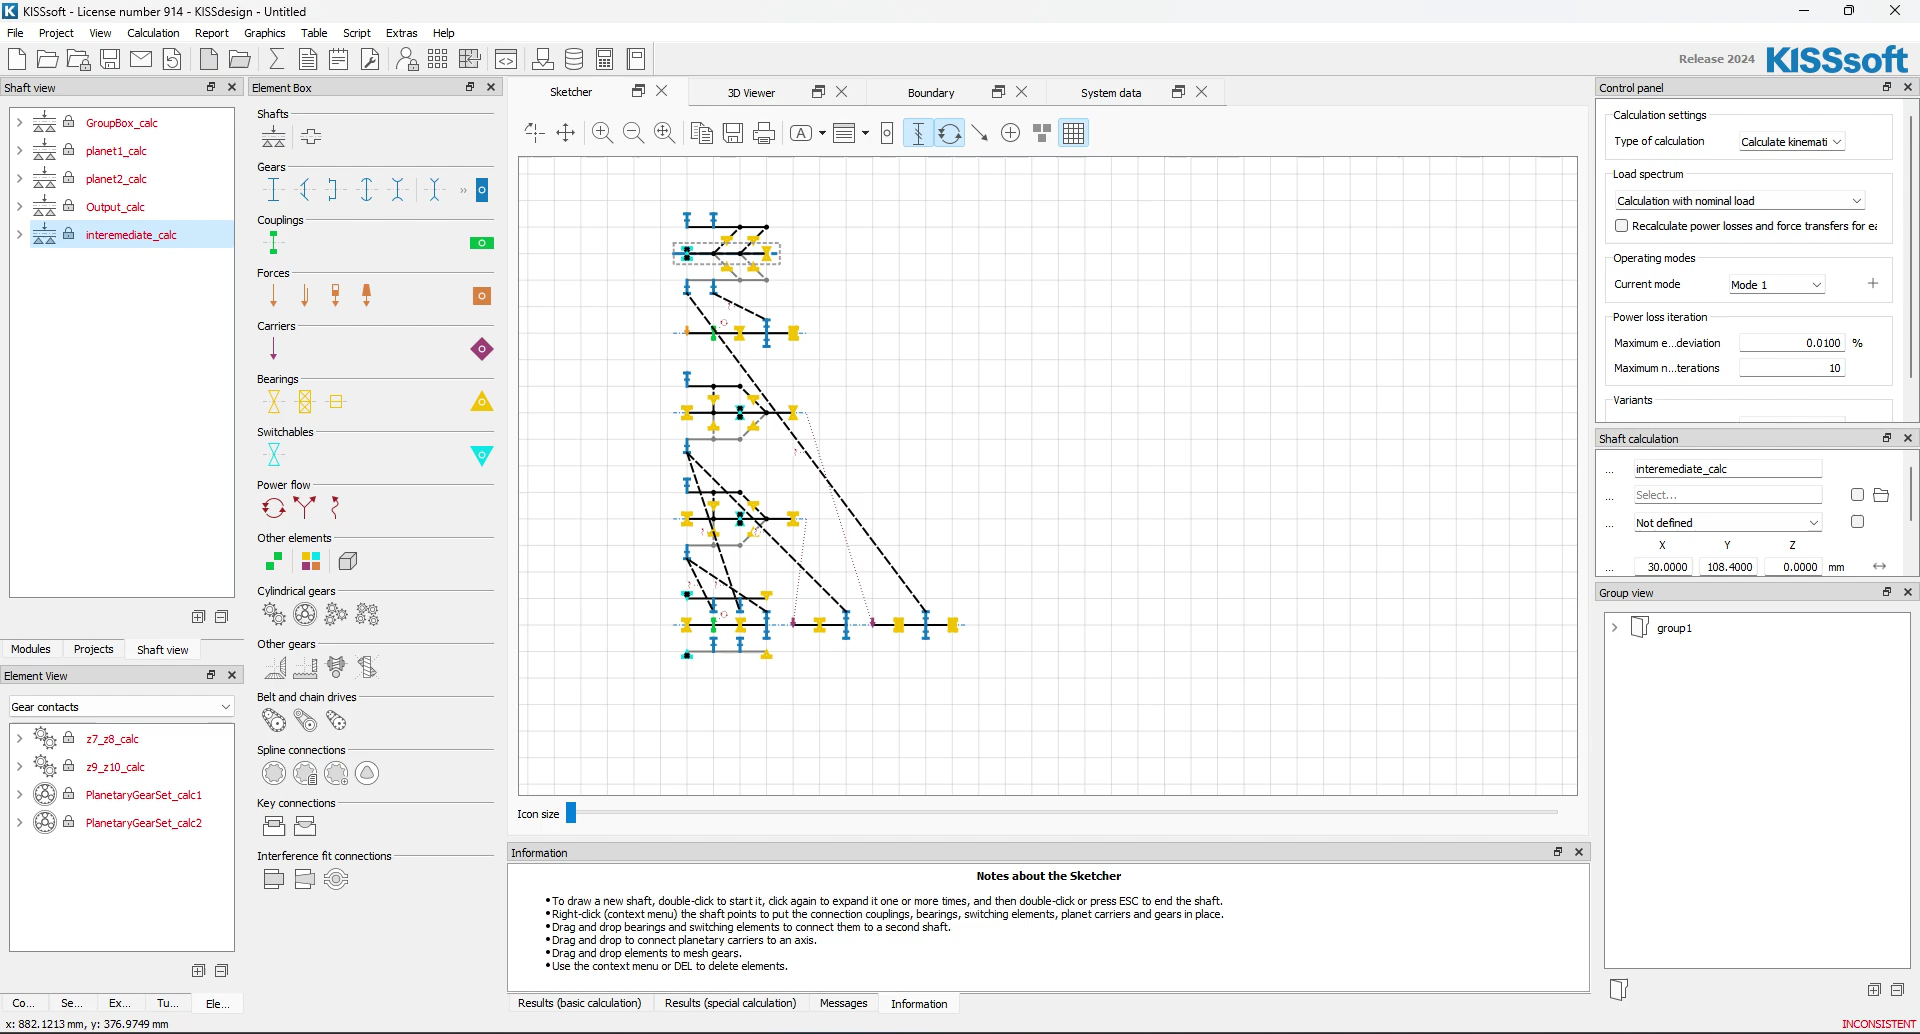 KISSsoft - License number 914 - KISSdesign - Untitled
File Project View Calculation Report Graphics Table Script Extras Help
Release 2024 KISSsoft
Shaft view
GroupBox_calc
planet1_calc
planet2_calc
Output_calc
interemediate_calc
Modules Projects Shaft view
Element View
Gear contacts
z7_z8_calc
z9_z10_calc
PlanetaryGearSet_calc1
PlanetaryGearSet_calc2
Co... Se... Ex... Tu... Ele...
x: 882.1213 mm, y: 376.9749 mm
Element Box
Shafts
Gears
Couplings
Forces
Carriers
Bearings
Switchables
Power flow
Other elements
Cylindrical gears
Other gears
Belt and chain drives
Spline connections
Key connections
Interference fit connections
Sketcher 3D Viewer Boundary System data
Icon size
Information
Notes about the Sketcher
•To draw a new shaft, double-click to start it, click again to expand it one or more times, and then double-click or press ESC to end the shaft.
•Right-click (context menu) the shaft points to put the connection couplings, bearings, switching elements, planet carriers and gears in place.
•Drag and drop bearings and switching elements to connect them to a second shaft.
•Drag and drop to connect planetary carriers to an axis.
•Drag and drop elements to mesh gears.
•Use the context menu or DEL to delete elements.
Results (basic calculation) Results (special calculation) Messages Information
Control panel
Calculation settings
Type of calculation Calculate kinemati
Load spectrum
Calculation with nominal load
Recalculate power losses and force transfers for ea
Operating modes
Current mode Mode 1
Power loss iteration
Maximum e...deviation 0.0100 %
Maximum n...terations 10
Variants
Shaft calculation
... interemediate_calc
... Select...
... Not defined
X Y Z
... 30.0000 108.4000 0.0000 mm
Group view
group1
INCONSISTENT